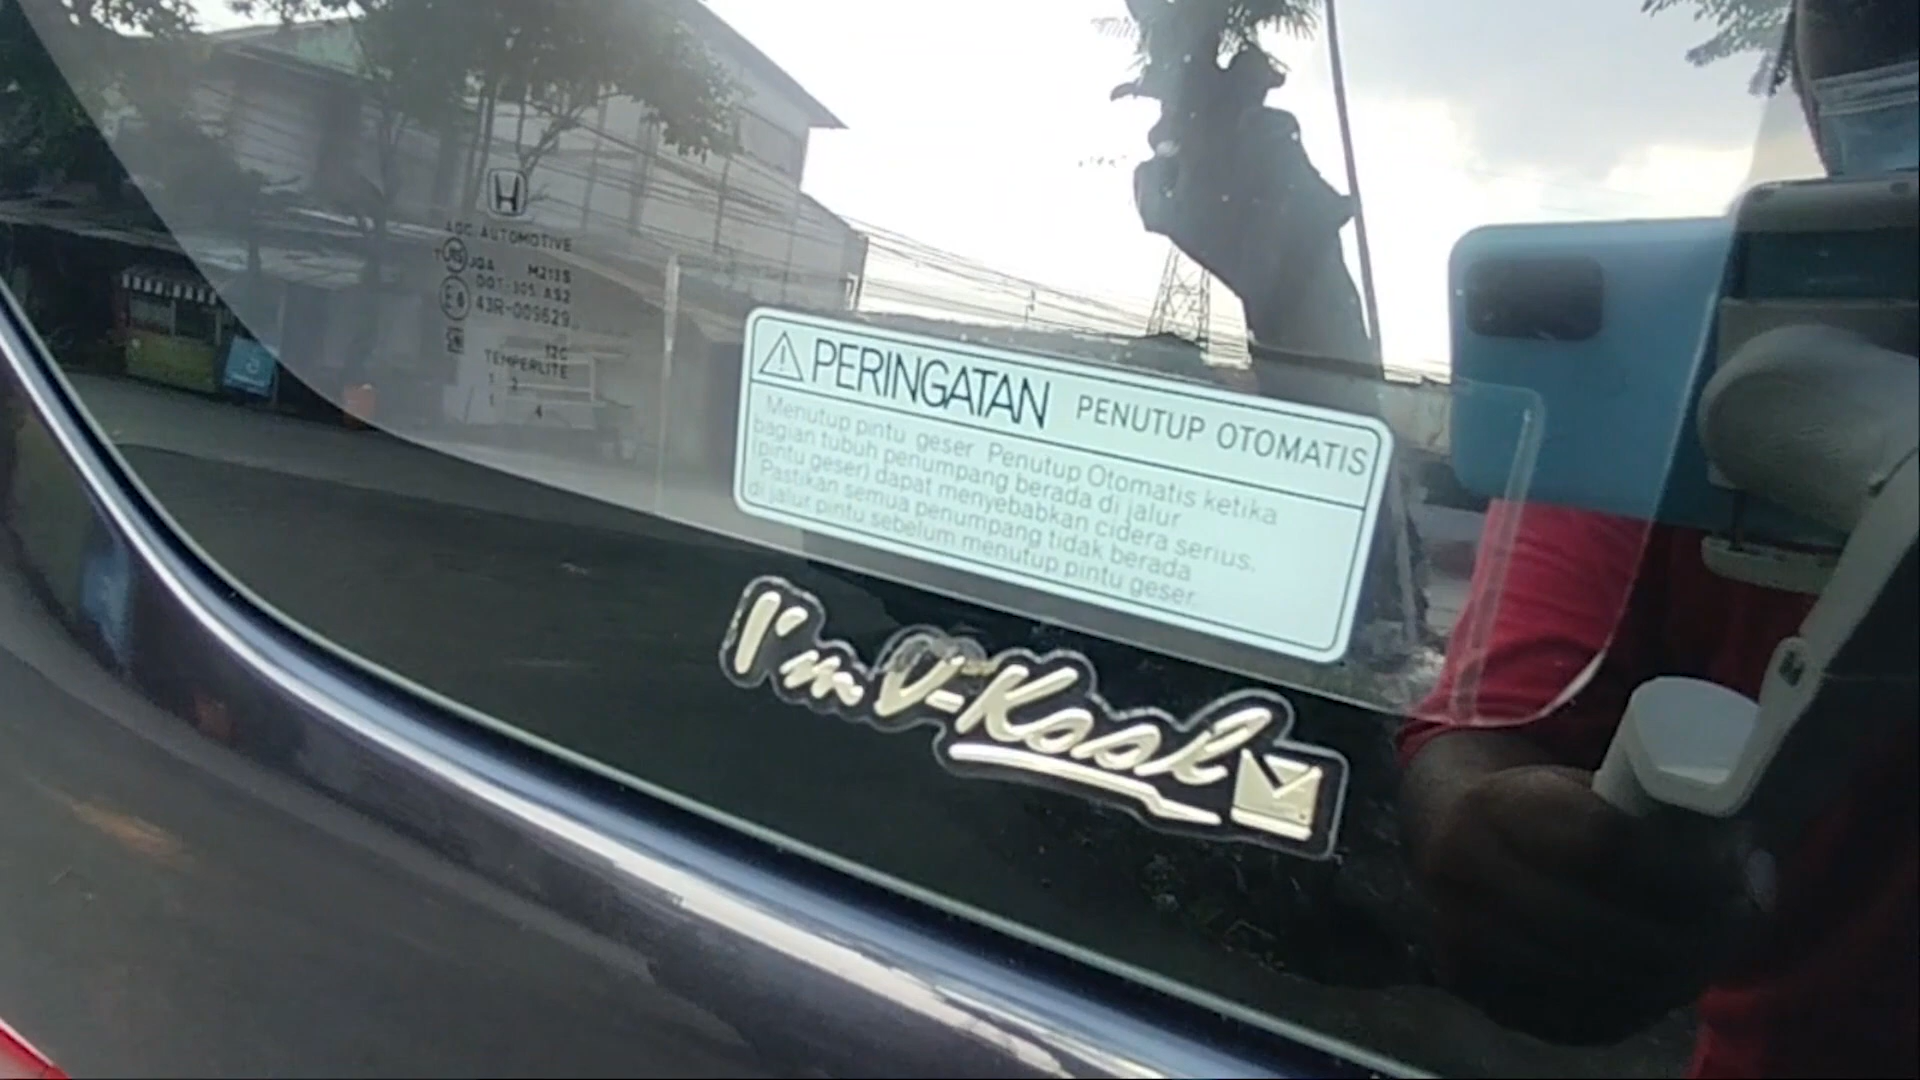 AGC AUTOMOTIVE
JQA M213S
DOT-305 AS2
43R-009629
12C
TEMPERLITE
PERINGATAN PENUTUP OTOMATIS
Menutup pintu geser Penutup Otomatis ketika
bagian tubuh penumpang berada di jalur
(pintu geser) dapat menyebabkan cidera serius.
Pastikan semua penumpang tidak berada
di jalur pintu sebelum menutup pintu geser.
I'm V-Kool